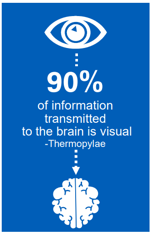 90%
of information
transmitted
to the brain is visual
-Thermopylae